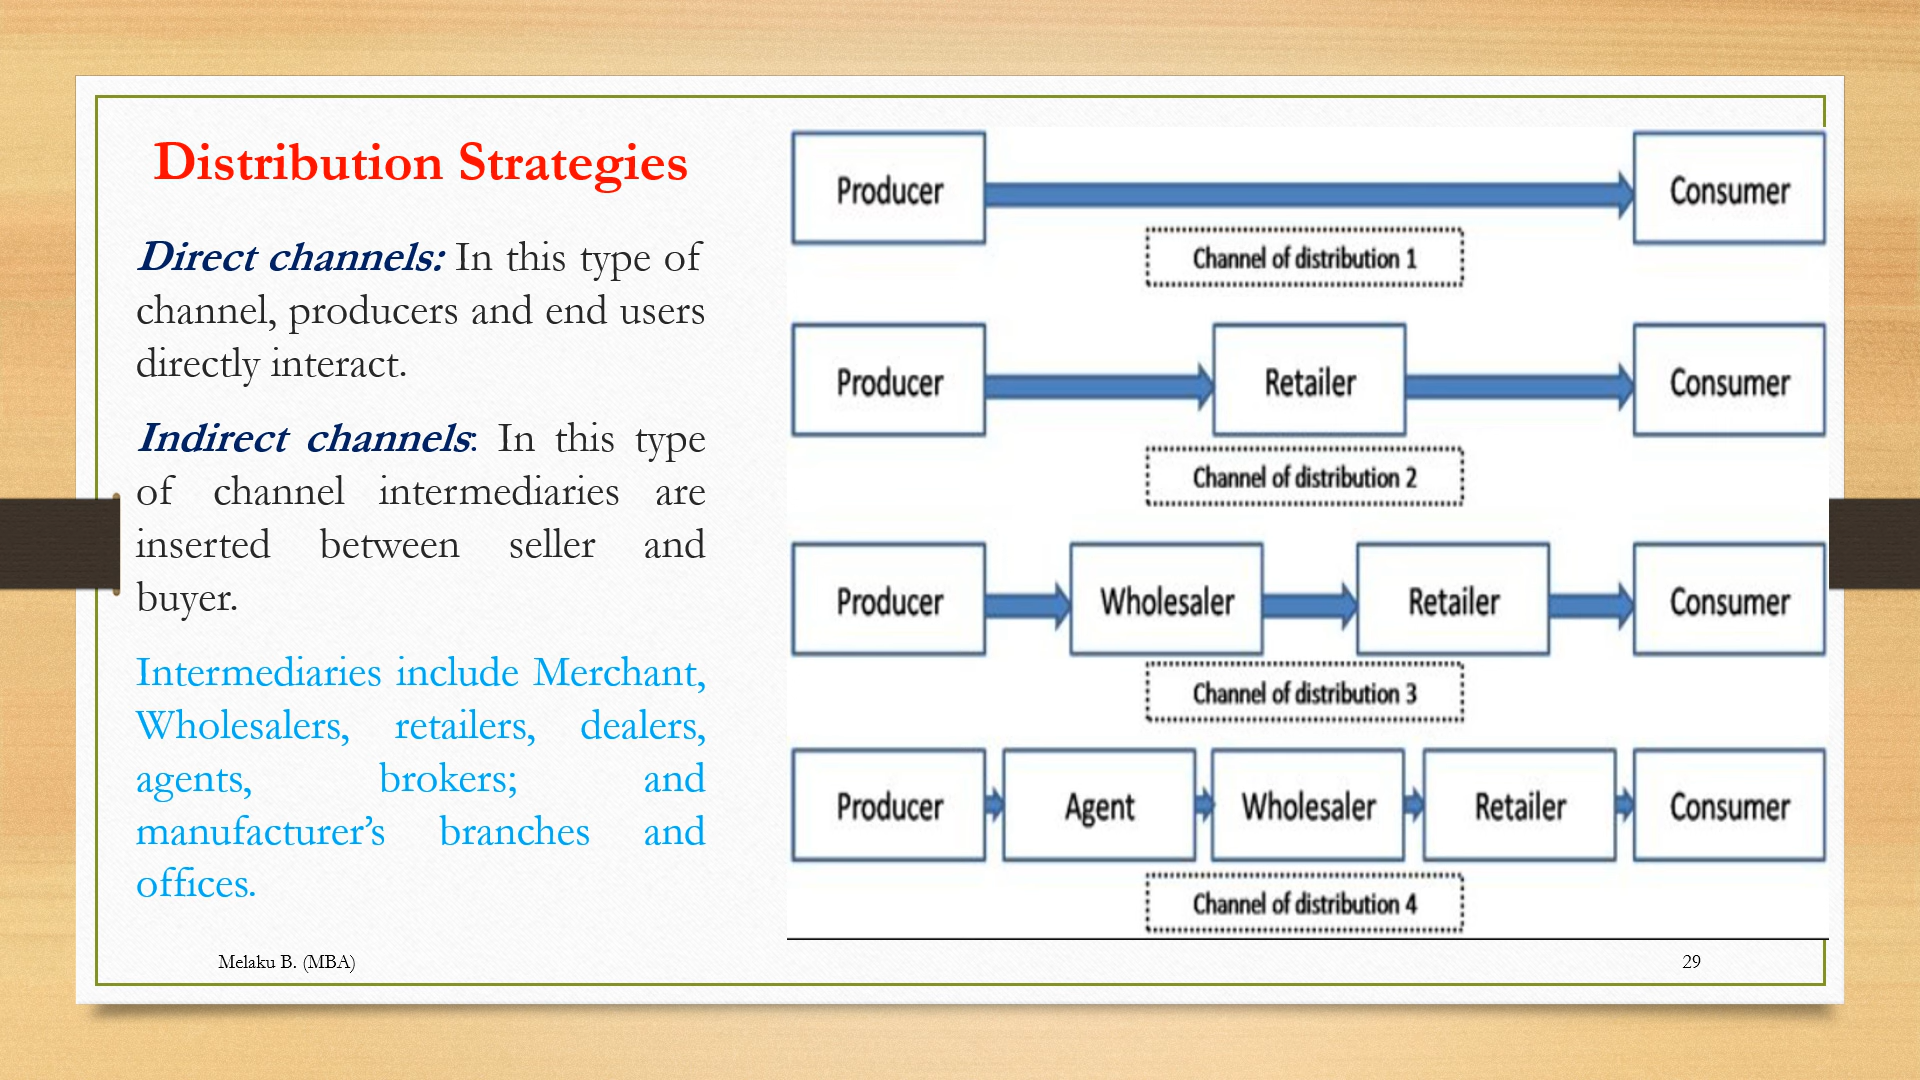 Distribution Strategies
Direct channels: In this type of
channel, producers and end users
directly interact.
Indirect channels: In this type
of channel intermediaries are
inserted between seller and
buyer.
Intermediaries include Merchant,
Wholesalers, retailers, dealers,
agents, brokers; and
manufacturer’s branches and
offices.
Producer Consumer
Channel of distribution 1
Producer Retailer Consumer
Channel of distribution 2
Producer Wholesaler Retailer Consumer
Channel of distribution 3
Producer Agent Wholesaler Retailer Consumer
Channel of distribution 4
Melaku B. (MBA) 29